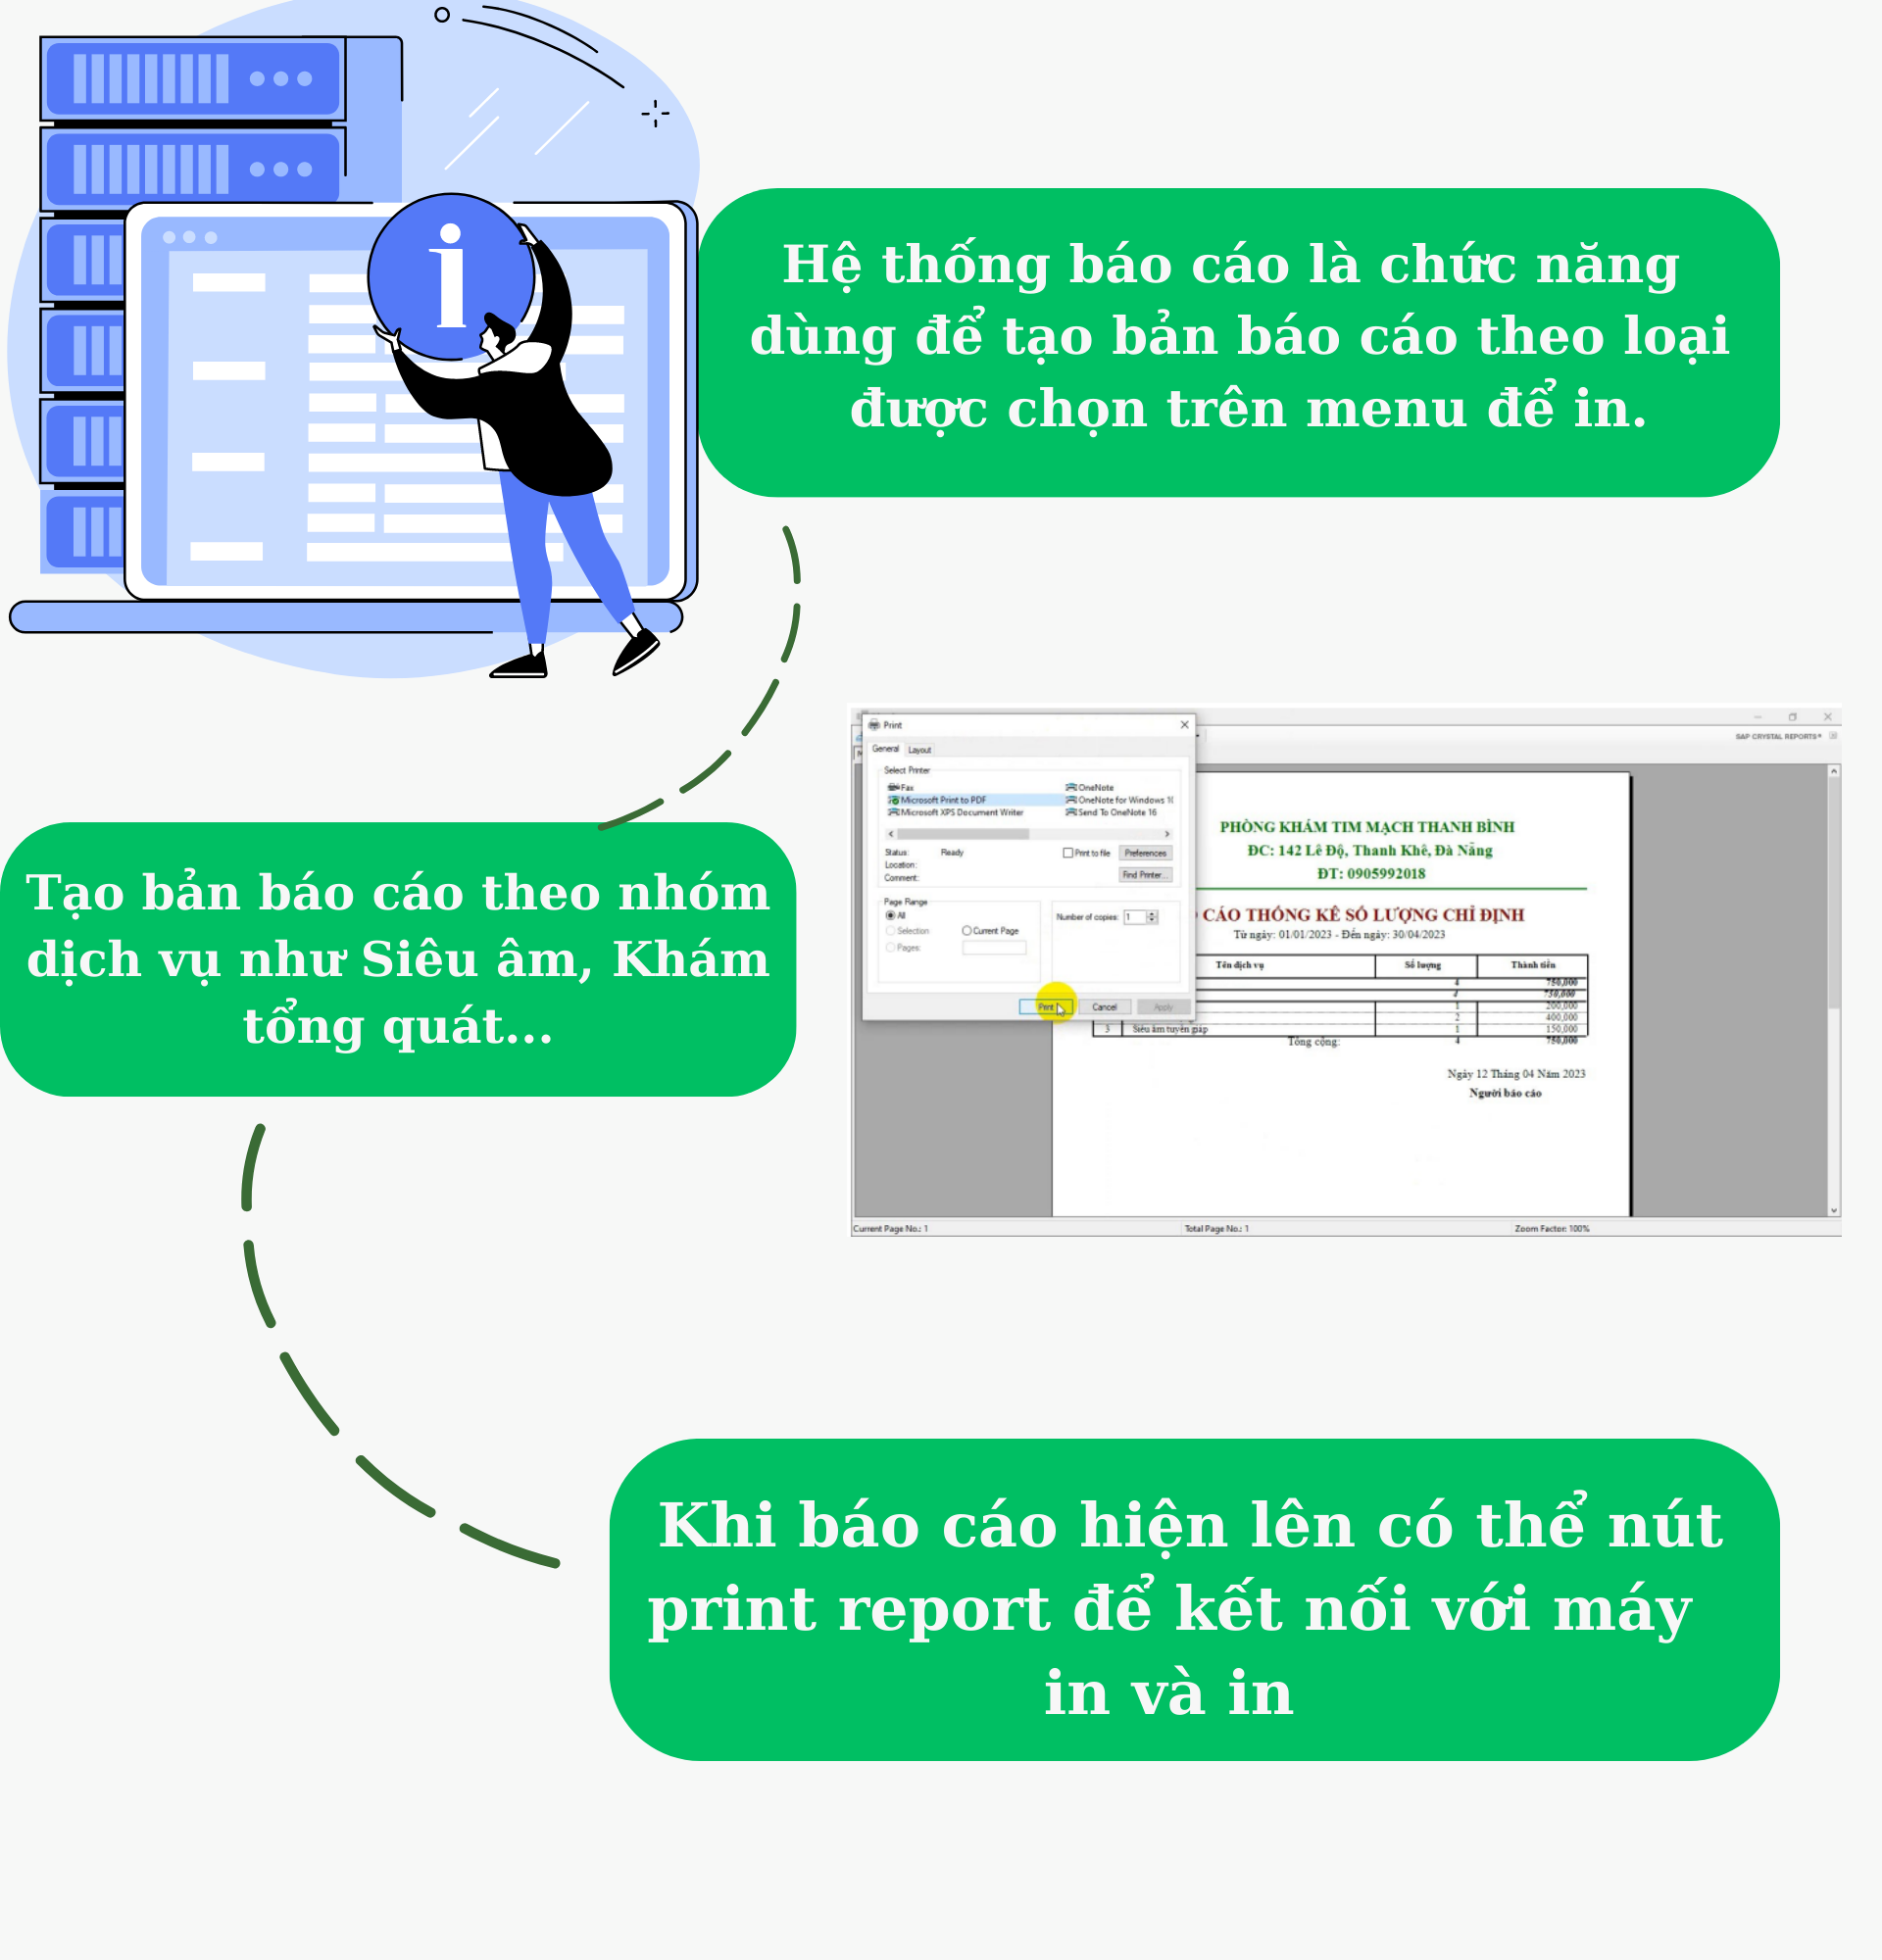 i
Hệ thống báo cáo là chức năng
dùng để tạo bản báo cáo theo loại
được chọn trên menu để in.
Tạo bản báo cáo theo nhóm
dịch vụ như Siêu âm, Khám
tổng quát...
Print
General Layout
Select Printer
Fax
Microsoft Print to PDF
Microsoft XPS Document Writer
OneNote
OneNote for Windows 10
Send To OneNote 16
Status: Ready
Location:
Comment:
Print to file
Preferences
Find Printer...
Page Range
All
Selection
Current Page
Pages:
Number of copies: 1
Print
Cancel
Apply
SAP CRYSTAL REPORTS®
PHÒNG KHÁM TIM MẠCH THANH BÌNH
ĐC: 142 Lê Độ, Thanh Khê, Đà Nẵng
ĐT: 0905992018
CÁO THỐNG KÊ SỐ LƯỢNG CHỈ ĐỊNH
Từ ngày: 01/01/2023 - Đến ngày: 30/04/2023
Tên dịch vụ Số lượng Thành tiền
4 750,000
4 750,000
1 200,000
2 400,000
3 Siêu âm tuyến giáp 1 150,000
Tổng cộng: 4 750,000
Ngày 12 Tháng 04 Năm 2023
Người báo cáo
Current Page No.: 1
Total Page No.: 1
Zoom Factor: 100%
Khi báo cáo hiện lên có thể nút
print report để kết nối với máy
in và in